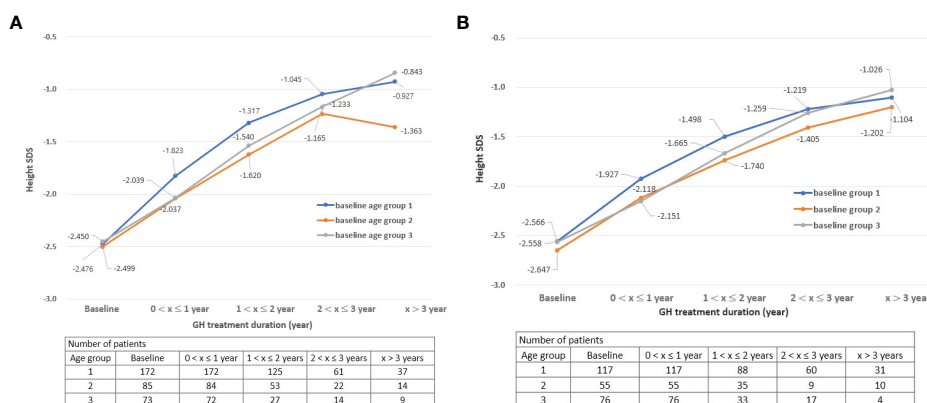 A
-0.5
-1.0
-1.5
-2.0
-2.5
-3.0
Height SDS
-2.450
-2.476
-2.499
-1.823
-2.039
-2.037
-1.317
-1.540
-1.620
-1.045
-1.233
-1.165
-0.843
-0.927
-1.363
baseline age group 1
baseline age group 2
baseline age group 3
Baseline 0 < x ≤ 1 year 1 < x ≤ 2 year 2 < x ≤ 3 year x > 3 year
GH treatment duration (year)
Number of patients
Age group Baseline 0 < x ≤ 1 year 1 < x ≤ 2 years 2 < x ≤ 3 years x > 3 years
1 172 172 125 61 37
2 85 84 53 22 14
3 73 72 27 14 9
B
-0.5
-1.0
-1.5
-2.0
-2.5
-3.0
Height SDS
-2.566
-2.558
-2.647
-1.927
-2.118
-2.151
-1.498
-1.665
-1.740
-1.219
-1.259
-1.405
-1.026
-1.104
-1.202
baseline group 1
baseline group 2
baseline group 3
Baseline 0 < x ≤ 1 year 1 < x ≤ 2 year 2 < x ≤ 3 year x > 3 year
GH treatment duration (year)
Number of patients
Age group Baseline 0 < x ≤ 1 year 1 < x ≤ 2 years 2 < x ≤ 3 years x > 3 years
1 117 117 88 60 31
2 55 55 35 9 10
3 76 76 33 17 4